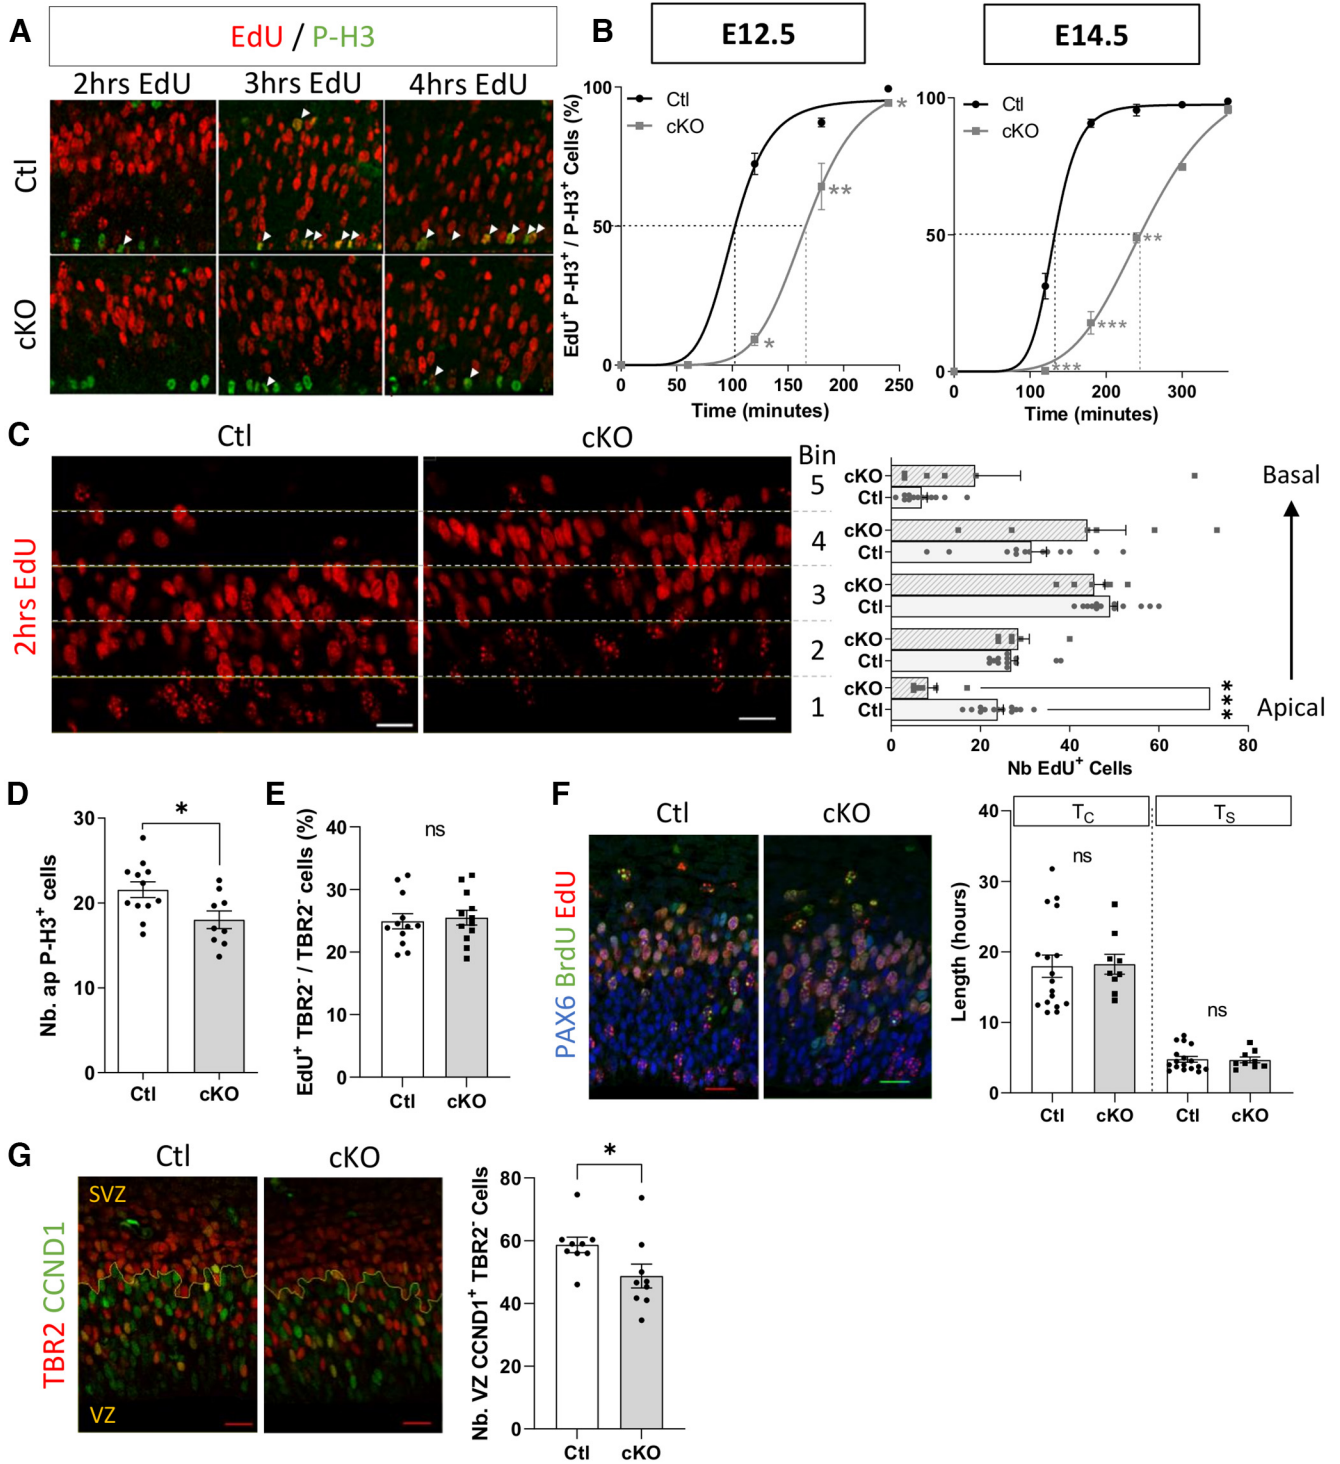 A
EdU / P-H3
2hrs EdU 3hrs EdU 4hrs EdU
Ctl
cKO
B
E12.5
E14.5
EdU⁺ P-H3⁺ / P-H3⁺ Cells (%)
100
50
0
Ctl
cKO
*
**
*
0 50 100 150 200 250
Time (minutes)
100
50
0
Ctl
cKO
**
***
***
0 100 200 300
Time (minutes)
C
Ctl
cKO
2hrs EdU
Bin
5
4
3
2
1
cKO
Ctl
cKO
Ctl
cKO
Ctl
cKO
Ctl
cKO
Ctl
***
Basal
Apical
0 20 40 60 80
Nb EdU⁺ Cells
D
Nb. ap P-H3⁺ cells
30
20
10
0
*
Ctl cKO
E
EdU⁺ TBR2⁻ / TBR2⁻ cells (%)
40
30
20
10
0
ns
Ctl cKO
F
Ctl
cKO
PAX6 BrdU EdU
Length (hours)
40
30
20
10
0
T_C
T_S
ns
ns
Ctl cKO Ctl cKO
G
Ctl
cKO
TBR2 CCND1
SVZ
VZ
Nb. VZ CCND1⁺ TBR2⁻ Cells
80
60
40
20
0
*
Ctl cKO